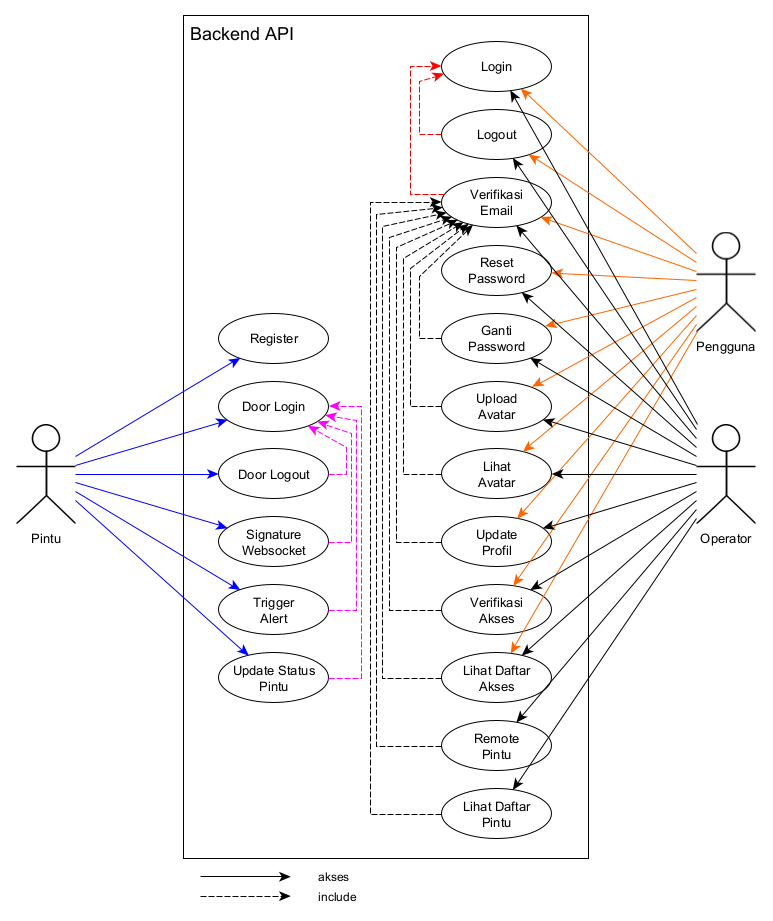 Backend API
Login
Logout
Verifikasi
Email
Reset
Password
Ganti
Password
Upload
Avatar
Lihat
Avatar
Update
Profil
Verifikasi
Akses
Lihat Daftar
Akses
Remote
Pintu
Lihat Daftar
Pintu
Register
Door Login
Door Logout
Signature
Websocket
Trigger
Alert
Update Status
Pintu
Pintu
Pengguna
Operator
akses
include